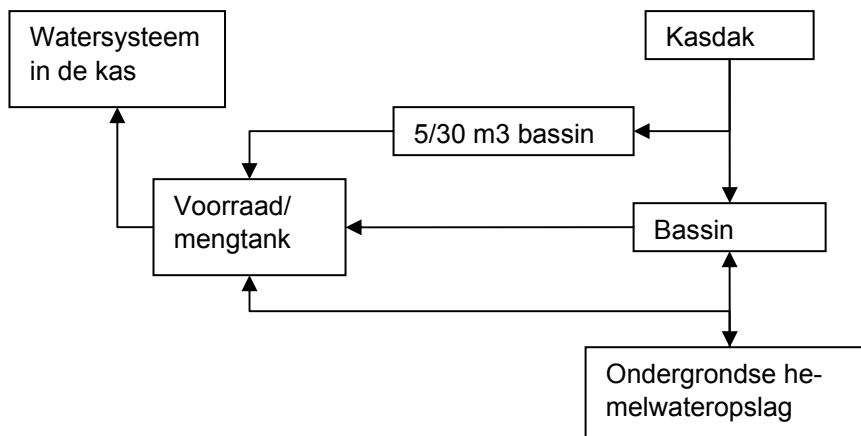 Watersysteem
in de kas
Kasdak
5/30 m3 bassin
Voorraad/
mengtank
Bassin
Ondergrondse he-
melwateropslag